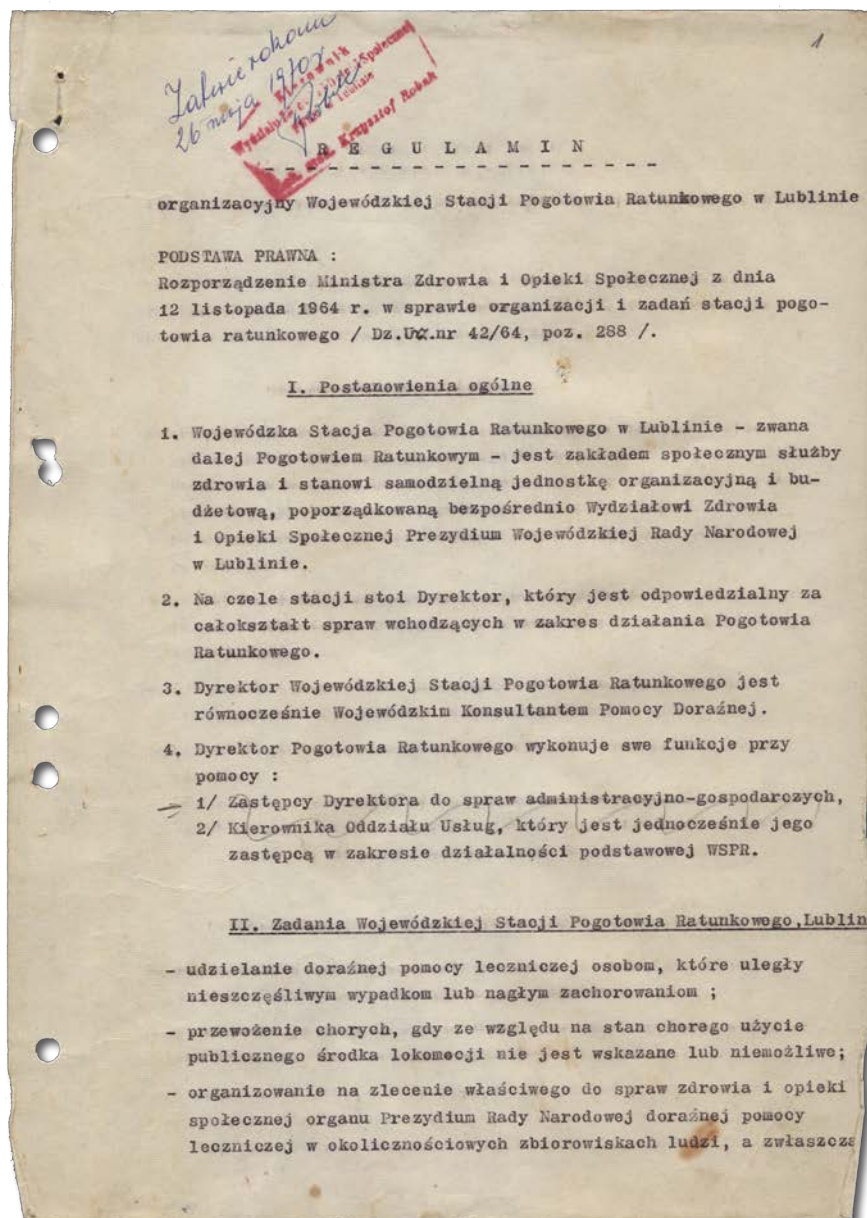 1
26 maja 1970 r
Kierownik
Krzysztof Robak
R E G U L A M I N
organizacyjny Wojewódzkiej Stacji Pogotowia Ratunkowego w Lublinie
PODSTAWA PRAWNA :
Rozporządzenie Ministra Zdrowia i Opieki Społecznej z dnia
12 listopada 1964 r. w sprawie organizacji i zadań stacji pogo-
towia ratunkowego / Dz.U.nr 42/64, poz. 288 /.
I. Postanowienia ogólne
1. Wojewódzka Stacja Pogotowia Ratunkowego w Lublinie - zwana
dalej Pogotowiem Ratunkowym - jest zakładem społecznym służby
zdrowia i stanowi samodzielną jednostkę organizacyjną i bu-
dżetową, poporządkowaną bezpośrednio Wydziałowi Zdrowia
i Opieki Społecznej Prezydium Wojewódzkiej Rady Narodowej
w Lublinie.
2. Na czele stacji stoi Dyrektor, który jest odpowiedzialny za
całokształt spraw wchodzących w zakres działania Pogotowia
Ratunkowego.
3. Dyrektor Wojewódzkiej Stacji Pogotowia Ratunkowego jest
równocześnie Wojewódzkim Konsultantem Pomocy Doraźnej.
4. Dyrektor Pogotowia Ratunkowego wykonuje swe funkcje przy
pomocy :
1/ Zastępcy Dyrektora do spraw administracyjno-gospodarczych,
2/ Kierownika Oddziału Usług, który jest jednocześnie jego
zastępcą w zakresie działalności podstawowej WSPR.
II. Zadania Wojewódzkiej Stacji Pogotowia Ratunkowego,Lublin
- udzielanie doraźnej pomocy leczniczej osobom, które uległy
nieszczęśliwym wypadkom lub nagłym zachorowaniom ;
- przewożenie chorych, gdy ze względu na stan chorego użycie
publicznego środka lokomocji nie jest wskazane lub niemożliwe;
- organizowanie na zlecenie właściwego do spraw zdrowia i opieki
społecznej organu Prezydium Rady Narodowej doraźnej pomocy
leczniczej w okolicznościowych zbiorowiskach ludzi, a zwłaszcza